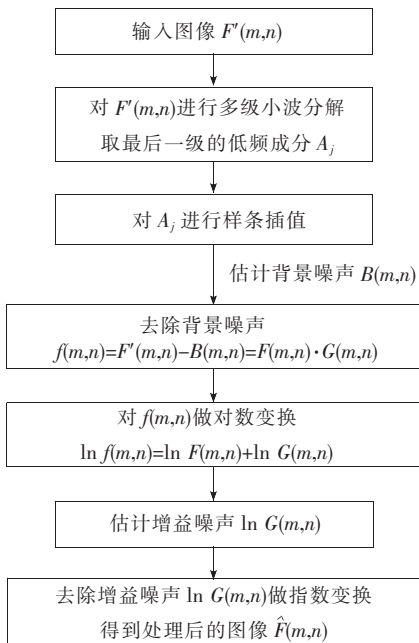 输入图像 F′(m,n)
对 F′(m,n)进行多级小波分解
取最后一级的低频成分 Aj
对 Aj 进行样条插值
估计背景噪声 B(m,n)
去除背景噪声
f(m,n)=F′(m,n)−B(m,n)=F(m,n)·G(m,n)
对 f(m,n)做对数变换
ln f(m,n)=ln F(m,n)+ln G(m,n)
估计增益噪声 ln G(m,n)
去除增益噪声 ln G(m,n)做指数变换
得到处理后的图像 F̂(m,n)